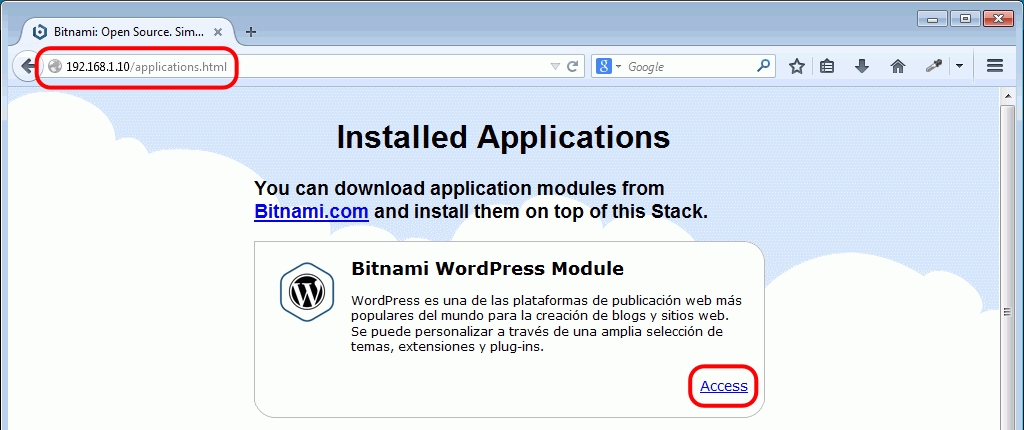 Bitnami: Open Source. Sim...
192.168.1.10/applications.html
Google
Installed Applications
You can download application modules from
Bitnami.com and install them on top of this Stack.
Bitnami WordPress Module
WordPress es una de las plataformas de publicación web más
populares del mundo para la creación de blogs y sitios web.
Se puede personalizar a través de una amplia selección de
temas, extensiones y plug-ins.
Access